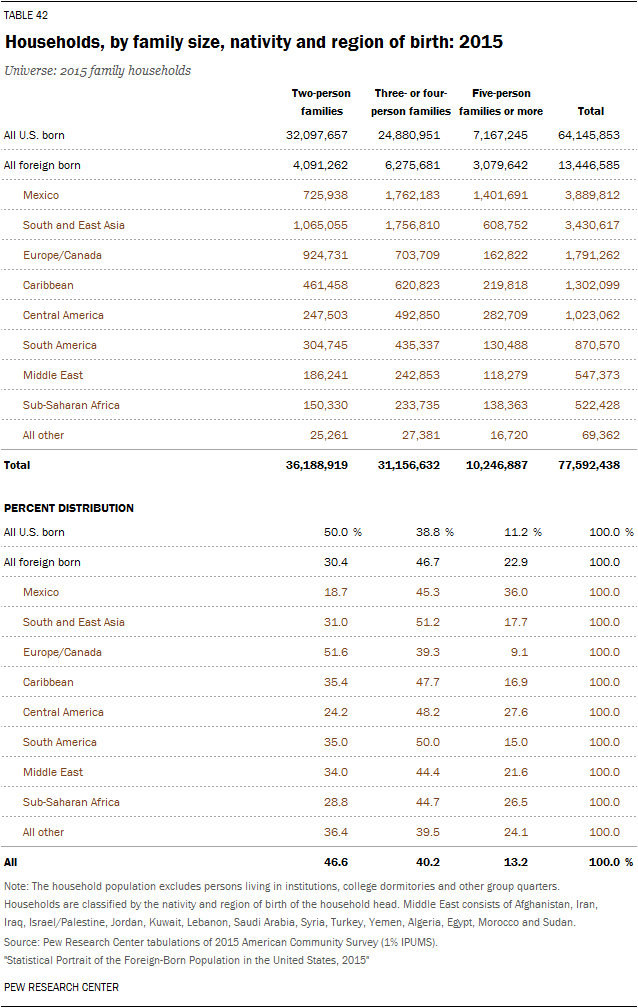 TABLE 42
Households, by family size, nativity and region of birth: 2015
Universe: 2015 family households
Two-person families Three- or four-person families Five-person families or more Total
All U.S. born 32,097,657 24,880,951 7,167,245 64,145,853
All foreign born 4,091,262 6,275,681 3,079,642 13,446,585
Mexico 725,938 1,762,183 1,401,691 3,889,812
South and East Asia 1,065,055 1,756,810 608,752 3,430,617
Europe/Canada 924,731 703,709 162,822 1,791,262
Caribbean 461,458 620,823 219,818 1,302,099
Central America 247,503 492,850 282,709 1,023,062
South America 304,745 435,337 130,488 870,570
Middle East 186,241 242,853 118,279 547,373
Sub-Saharan Africa 150,330 233,735 138,363 522,428
All other 25,261 27,381 16,720 69,362
Total 36,188,919 31,156,632 10,246,887 77,592,438
PERCENT DISTRIBUTION
All U.S. born 50.0 % 38.8 % 11.2 % 100.0 %
All foreign born 30.4 46.7 22.9 100.0
Mexico 18.7 45.3 36.0 100.0
South and East Asia 31.0 51.2 17.7 100.0
Europe/Canada 51.6 39.3 9.1 100.0
Caribbean 35.4 47.7 16.9 100.0
Central America 24.2 48.2 27.6 100.0
South America 35.0 50.0 15.0 100.0
Middle East 34.0 44.4 21.6 100.0
Sub-Saharan Africa 28.8 44.7 26.5 100.0
All other 36.4 39.5 24.1 100.0
All 46.6 40.2 13.2 100.0 %
Note: The household population excludes persons living in institutions, college dormitories and other group quarters.
Households are classified by the nativity and region of birth of the household head. Middle East consists of Afghanistan, Iran,
Iraq, Israel/Palestine, Jordan, Kuwait, Lebanon, Saudi Arabia, Syria, Turkey, Yemen, Algeria, Egypt, Morocco and Sudan.
Source: Pew Research Center tabulations of 2015 American Community Survey (1% IPUMS).
"Statistical Portrait of the Foreign-Born Population in the United States, 2015"
PEW RESEARCH CENTER